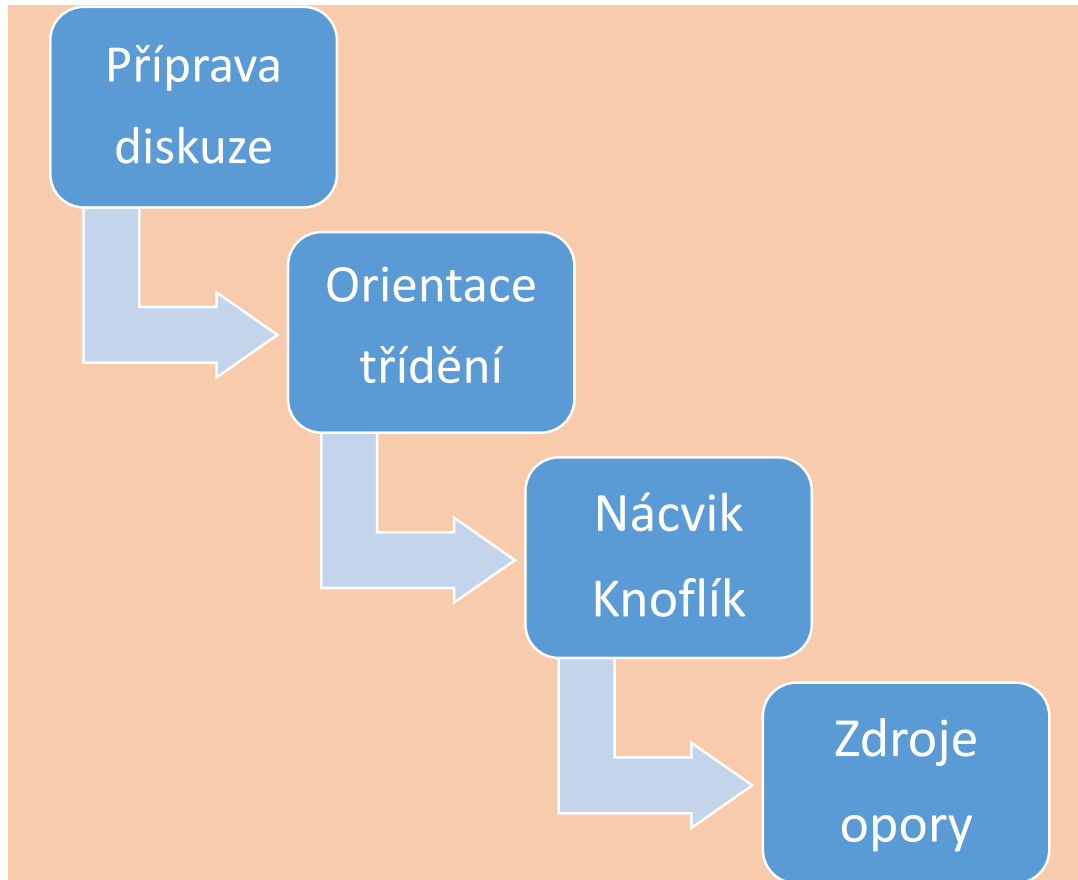 Příprava
diskuze
Orientace
třídění
Nácvik
Knoflík
Zdroje
opory